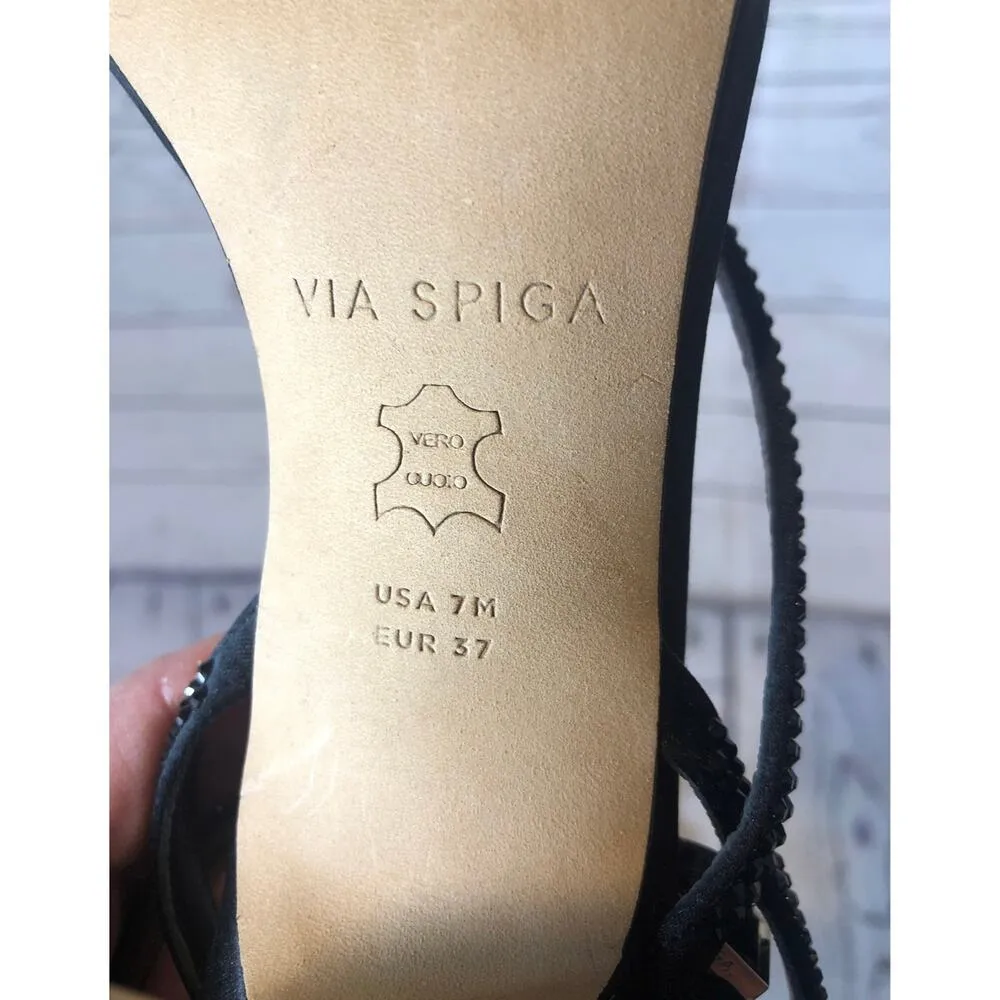 VIA SPIGA
VERO
CUOIO
USA 7M
EUR 37